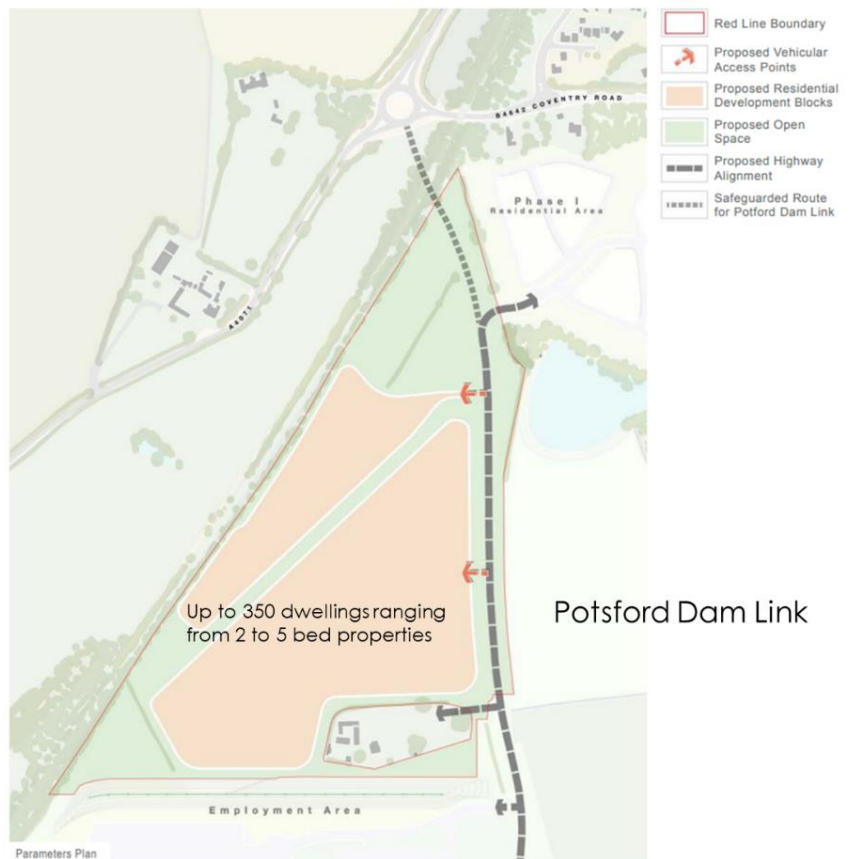 Red Line Boundary
Proposed Vehicular
Access Points
Proposed Residential
Development Blocks
Proposed Open
Space
Proposed Highway
Alignment
Safeguarded Route
for Potford Dam Link
B4642 COVENTRY ROAD
Phase I
Residential Area
A4071
Up to 350 dwellings ranging
from 2 to 5 bed properties
Potsford Dam Link
Employment Area
Parameters Plan